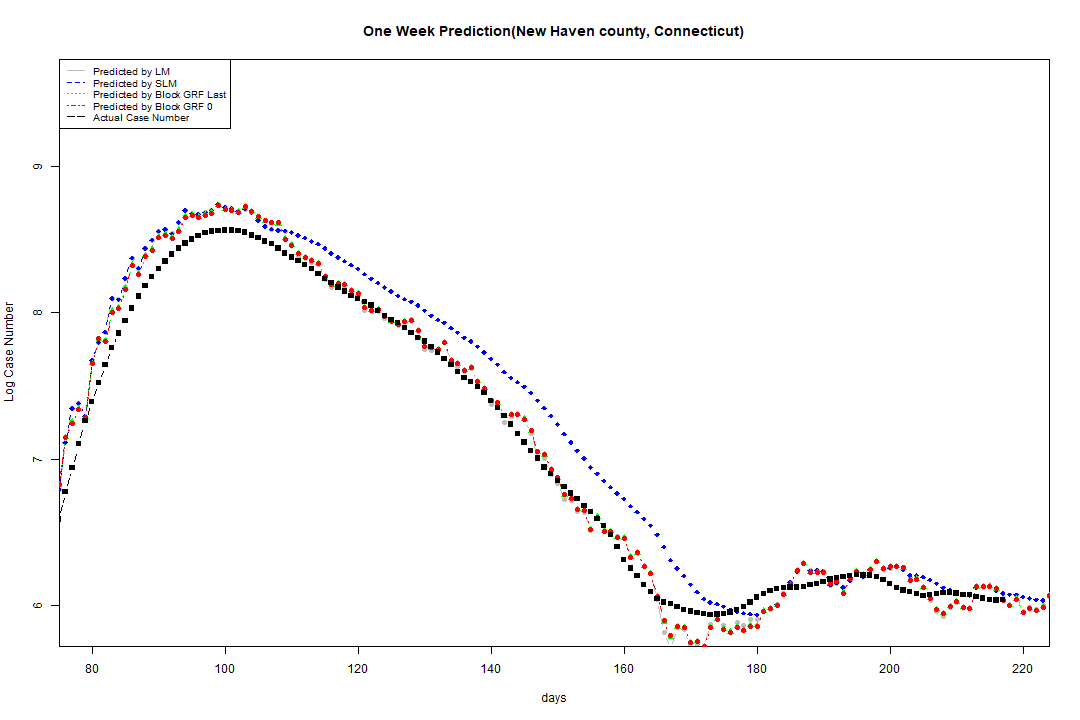 One Week Prediction(New Haven county, Connecticut)
Predicted by LM
Predicted by SLM
Predicted by Block GRF Last
Predicted by Block GRF 0
Actual Case Number
9
8
7
6
Log Case Number
80 100 120 140 160 180 200 220
days